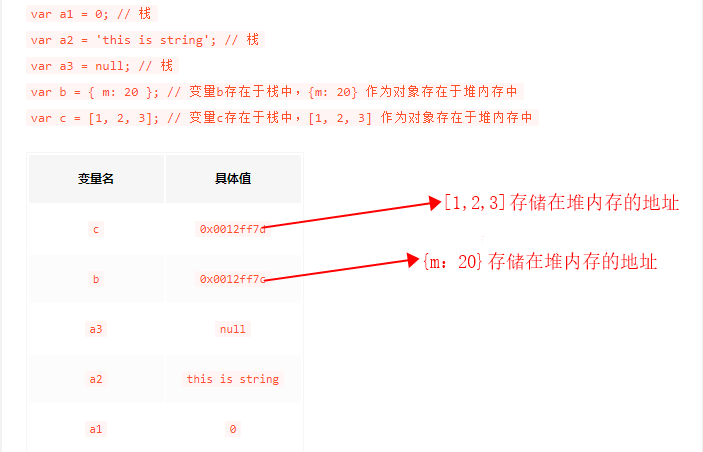 var a1 = 0; // 栈
var a2 = 'this is string'; // 栈
var a3 = null; // 栈
var b = { m: 20 }; // 变量b存在于栈中，{m: 20} 作为对象存在于堆内存中
var c = [1, 2, 3]; // 变量c存在于栈中，[1, 2, 3] 作为对象存在于堆内存中
变量名 具体值
c 0x0012ff7d [1,2,3]存储在堆内存的地址
b 0x0012ff7c {m：20}存储在堆内存的地址
a3 null
a2 this is string
a1 0